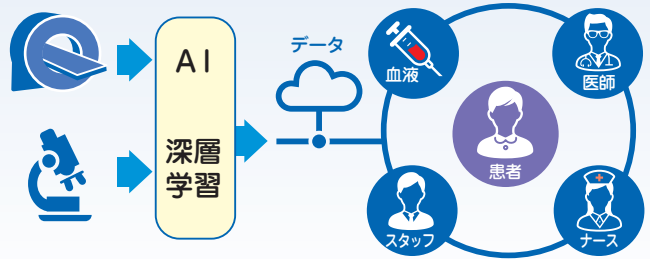 AI
深層
学習
データ
血液
医師
患者
スタッフ
ナース